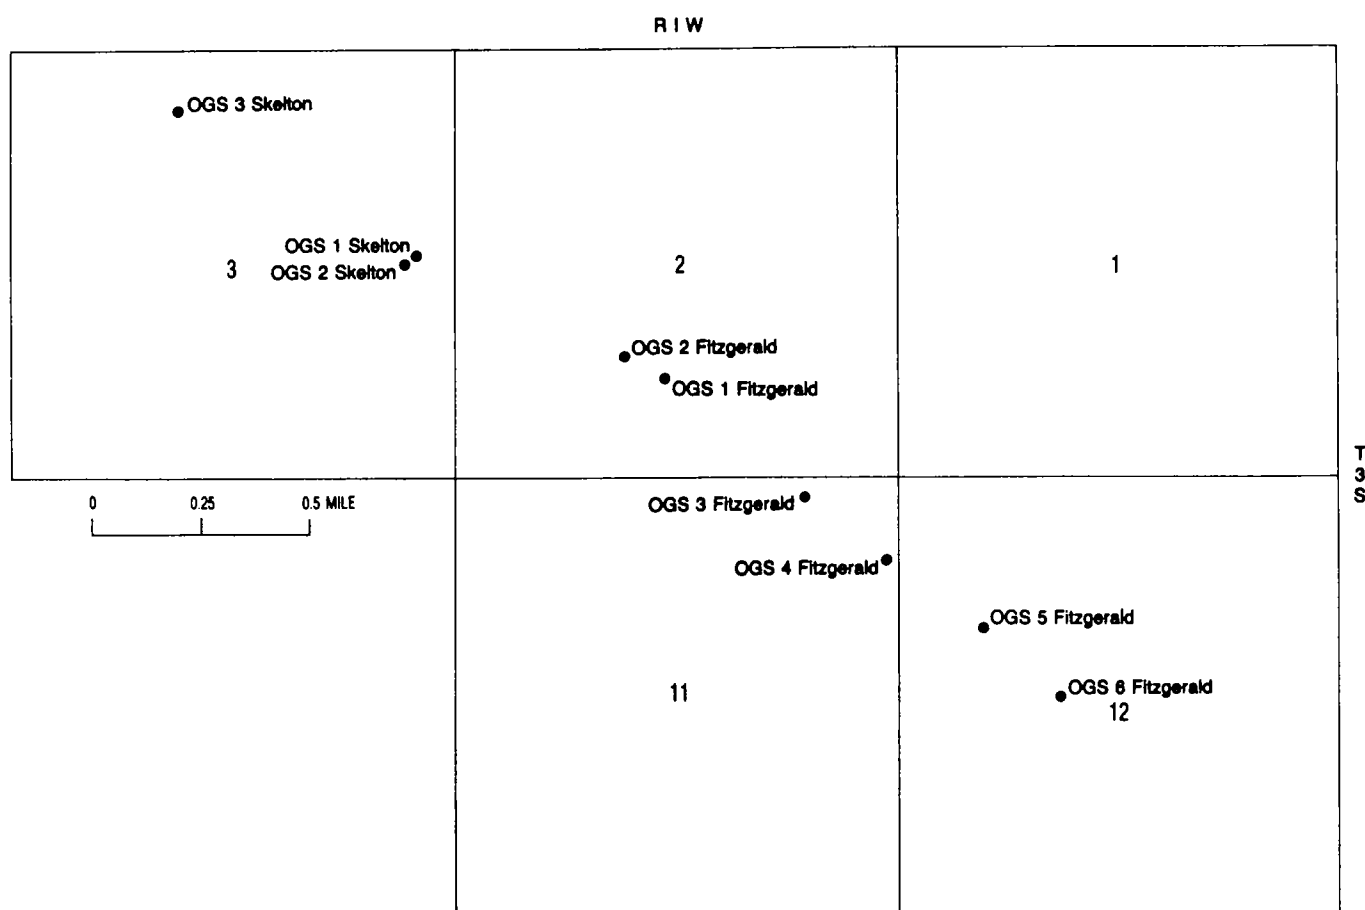 R I W
OGS 3 Skelton
OGS 1 Skelton
3
OGS 2 Skelton
2
1
OGS 2 Fitzgerald
OGS 1 Fitzgerald
T
3
S
0 0.25 0.5 MILE
OGS 3 Fitzgerald
OGS 4 Fitzgerald
OGS 5 Fitzgerald
11
OGS 6 Fitzgerald
12